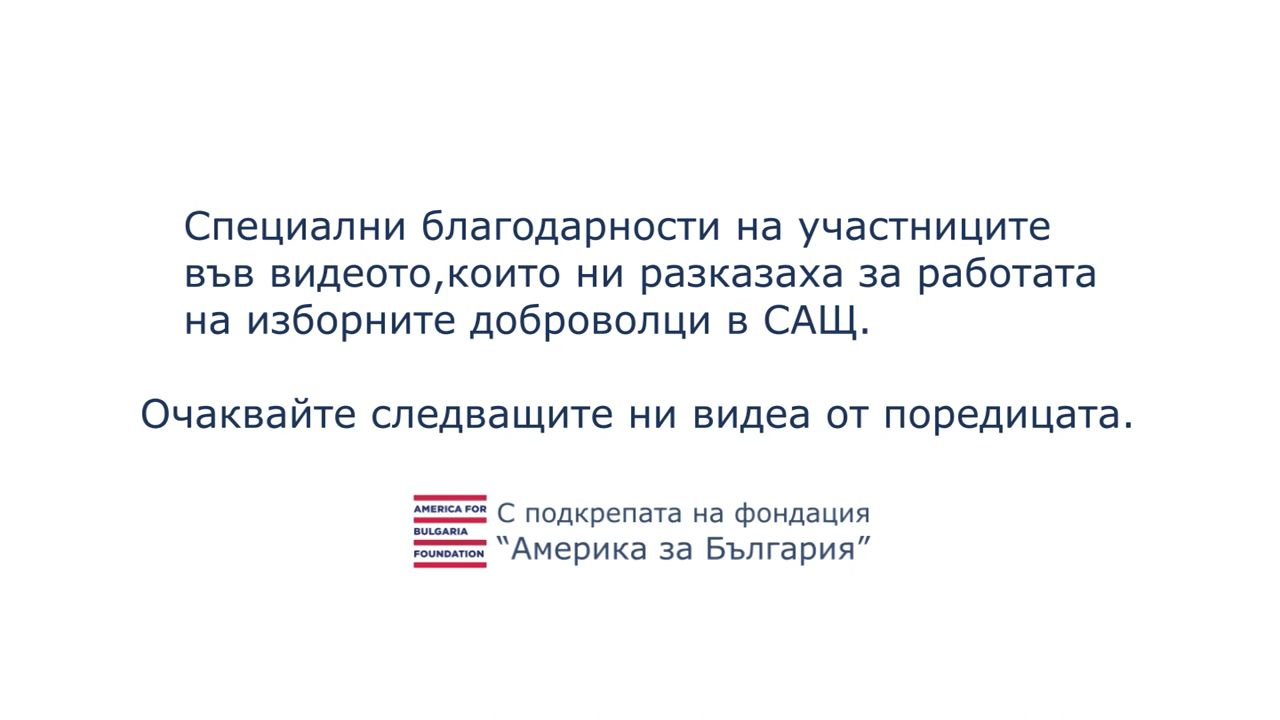 Специални благодарности на участниците
във видеото,които ни разказаха за работата
на изборните доброволци в САЩ.
Очаквайте следващите ни видеа от поредицата.
AMERICA FOR
BULGARIA
FOUNDATION
С подкрепата на фондация
“Америка за България”